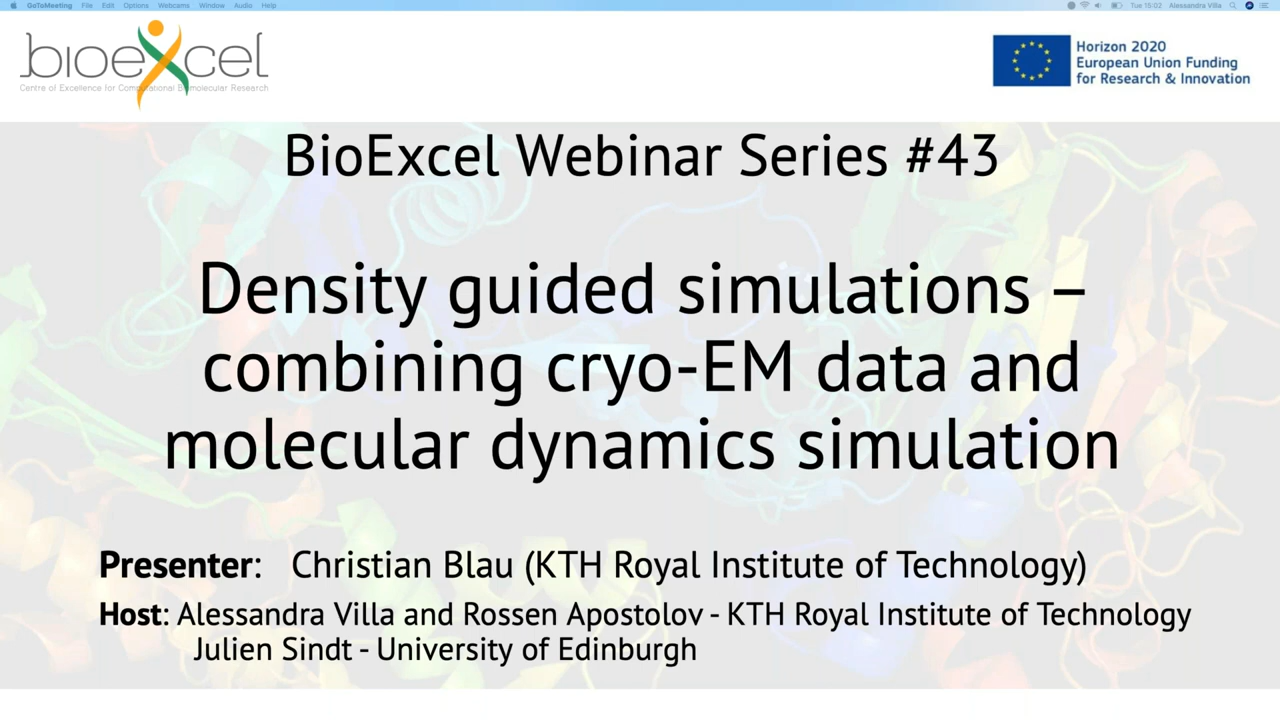 GoToMeeting File Edit Options Webcams Window Audio Help Tue 15:02 Alessandra Villa
bioexcel
Centre of Excellence for Computational Biomolecular Research
Horizon 2020
European Union Funding
for Research & Innovation
BioExcel Webinar Series #43
Density guided simulations –
combining cryo-EM data and
molecular dynamics simulation
Presenter: Christian Blau (KTH Royal Institute of Technology)
Host: Alessandra Villa and Rossen Apostolov - KTH Royal Institute of Technology
Julien Sindt - University of Edinburgh